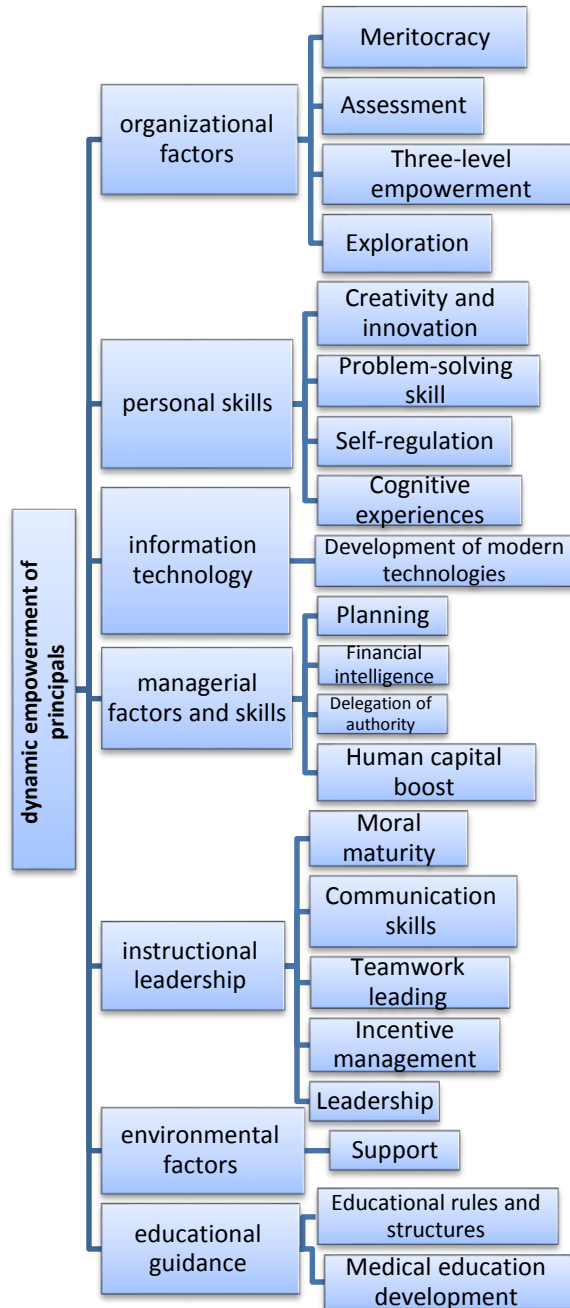 dynamic empowerment of
principals
organizational
factors
Meritocracy
Assessment
Three-level
empowerment
Exploration
personal skills
Creativity and
innovation
Problem-solving
skill
Self-regulation
Cognitive
experiences
information
technology
Development of modern
technologies
managerial
factors and skills
Planning
Financial
intelligence
Delegation of
authority
Human capital
boost
instructional
leadership
Moral
maturity
Communication
skills
Teamwork
leading
Incentive
management
Leadership
environmental
factors
Support
educational
guidance
Educational rules and
structures
Medical education
development